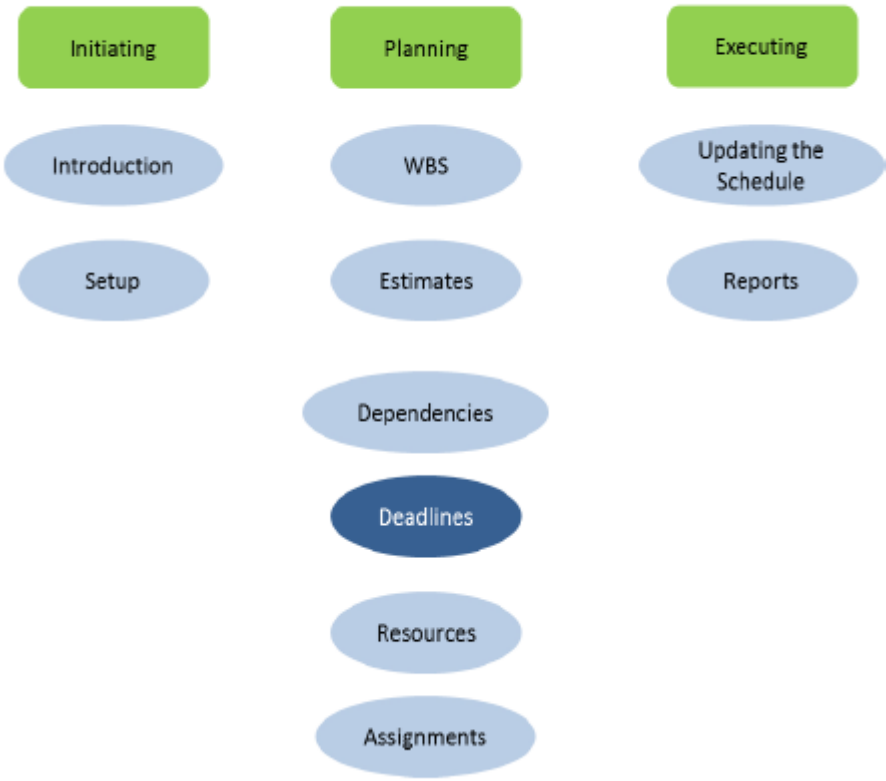 Initiating
Planning
Executing
Introduction
WBS
Updating the
Schedule
Setup
Estimates
Reports
Dependencies
Deadlines
Resources
Assignments